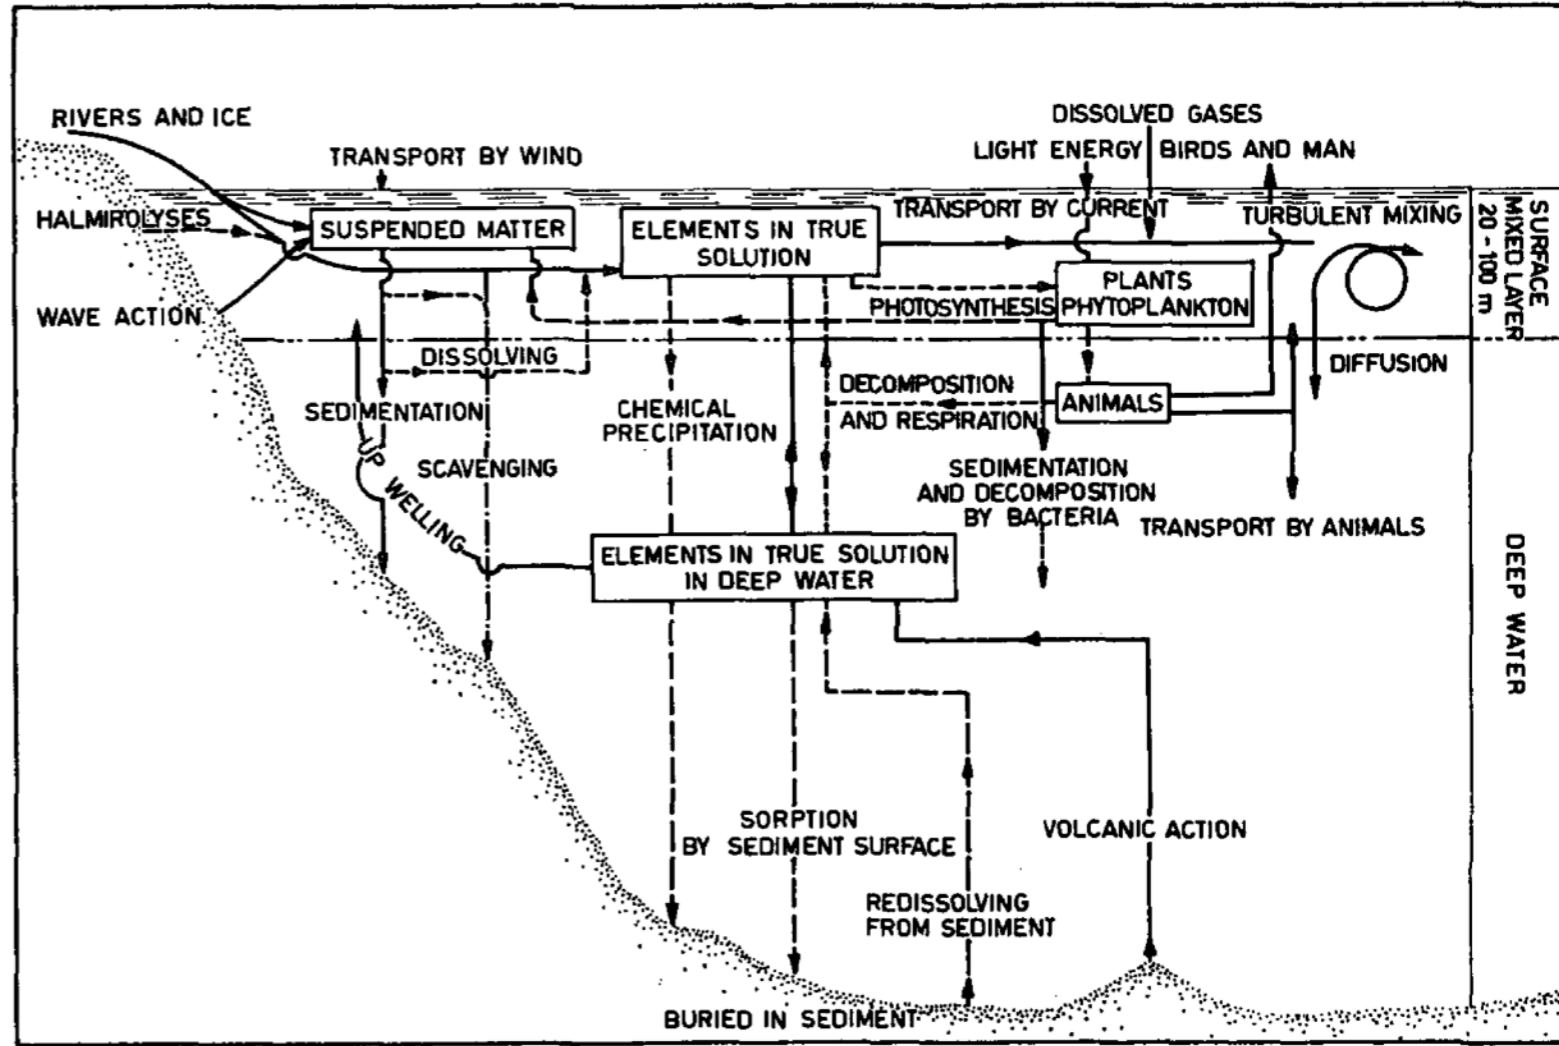 RIVERS AND ICE
TRANSPORT BY WIND
DISSOLVED GASES
LIGHT ENERGY
BIRDS AND MAN
HALMIROLYSES
SUSPENDED MATTER
ELEMENTS IN TRUE
SOLUTION
TRANSPORT BY CURRENT
TURBULENT MIXING
SURFACE
MIXED LAYER
20 - 100 m
WAVE ACTION
PHOTOSYNTHESIS
PLANTS
PHYTOPLANKTON
DISSOLVING
DIFFUSION
SEDIMENTATION
CHEMICAL
PRECIPITATION
DECOMPOSITION
AND RESPIRATION
ANIMALS
UP WELLING
SCAVENGING
SEDIMENTATION
AND DECOMPOSITION
BY BACTERIA
TRANSPORT BY ANIMALS
ELEMENTS IN TRUE SOLUTION
IN DEEP WATER
DEEP WATER
SORPTION
BY SEDIMENT SURFACE
VOLCANIC ACTION
REDISSOLVING
FROM SEDIMENT
BURIED IN SEDIMENT